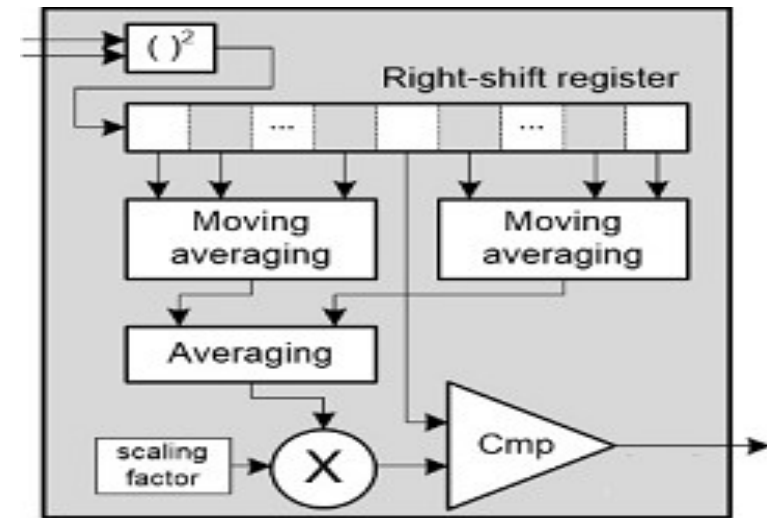 ( )²
Right-shift register
... ...
Moving averaging
Moving averaging
Averaging
scaling factor
X
Cmp